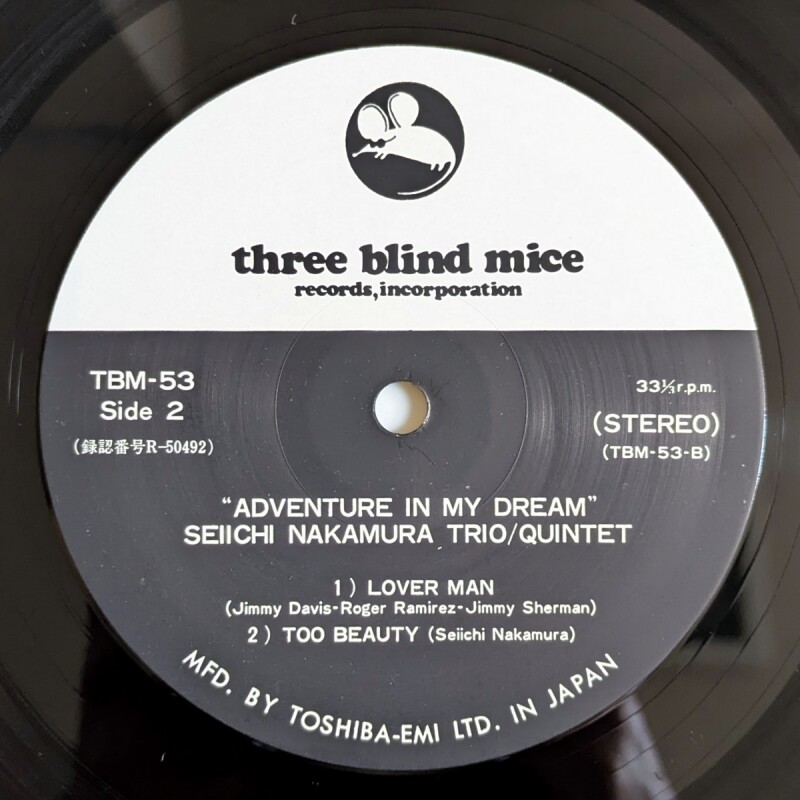 three blind mice
records, incorporation
TBM-53
Side 2
(録認番号R-50492)
33⅓ r.p.m.
(STEREO)
(TBM-53-B)
"ADVENTURE IN MY DREAM"
SEIICHI NAKAMURA TRIO/QUINTET
1) LOVER MAN
(Jimmy Davis-Roger Ramirez-Jimmy Sherman)
2) TOO BEAUTY (Seiichi Nakamura)
MFD. BY TOSHIBA-EMI LTD. IN JAPAN